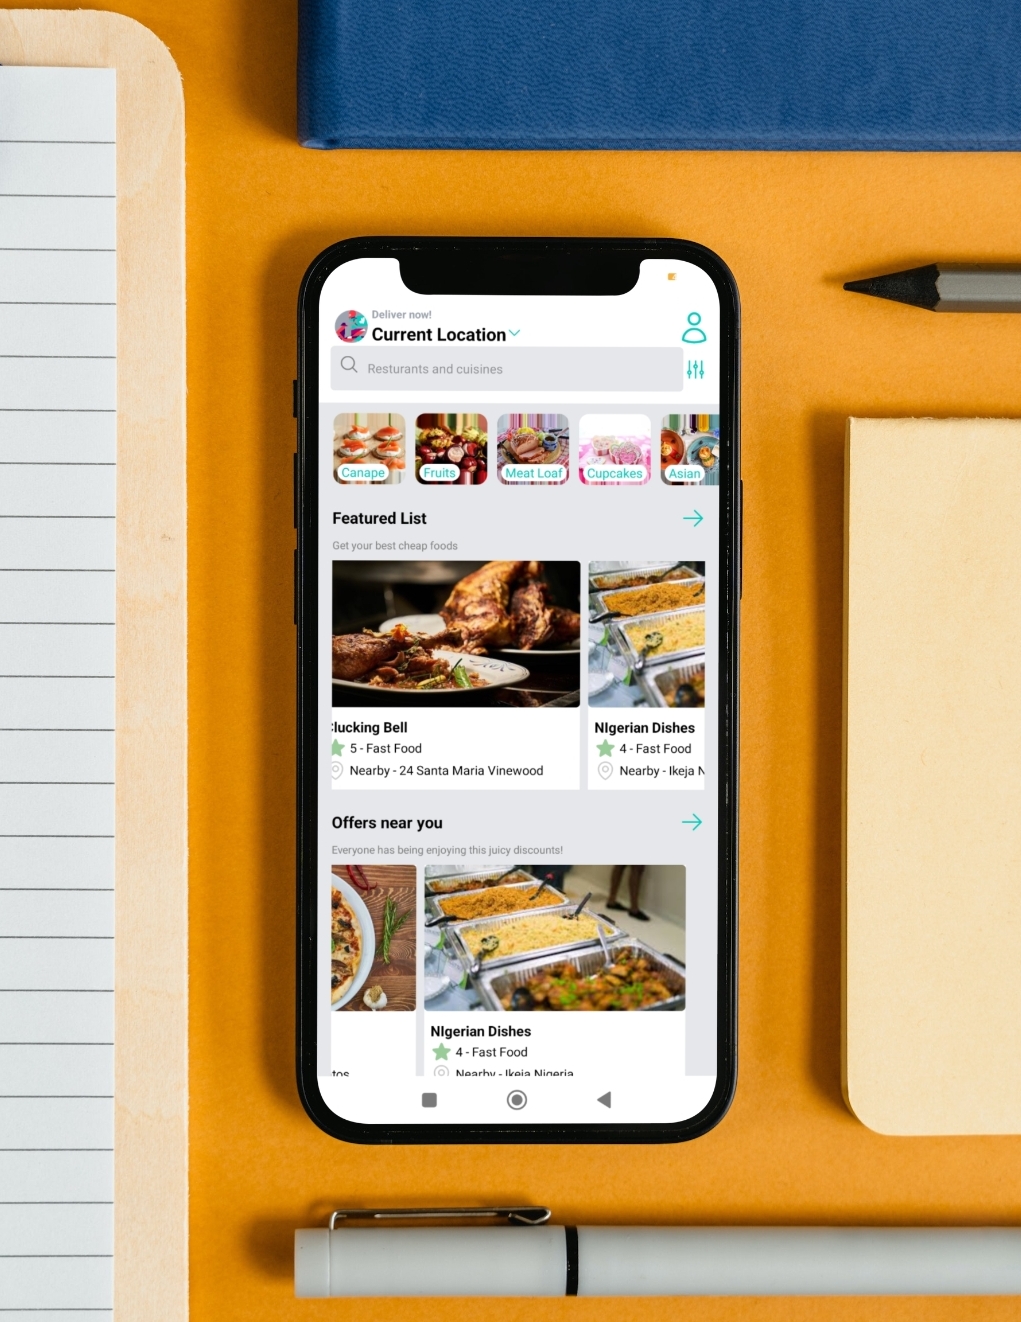 Deliver now!
Current Location
Resturants and cuisines
Canape
Fruits
Meat Loaf
Cupcakes
Asian
Featured List
Get your best cheap foods
lucking Bell
5 - Fast Food
Nearby - 24 Santa Maria Vinewood
NIgerian Dishes
4 - Fast Food
Nearby - Ikeja N
Offers near you
Everyone has being enjoying this juicy discounts!
tos
NIgerian Dishes
4 - Fast Food
Nearby - Ikeja Nigeria